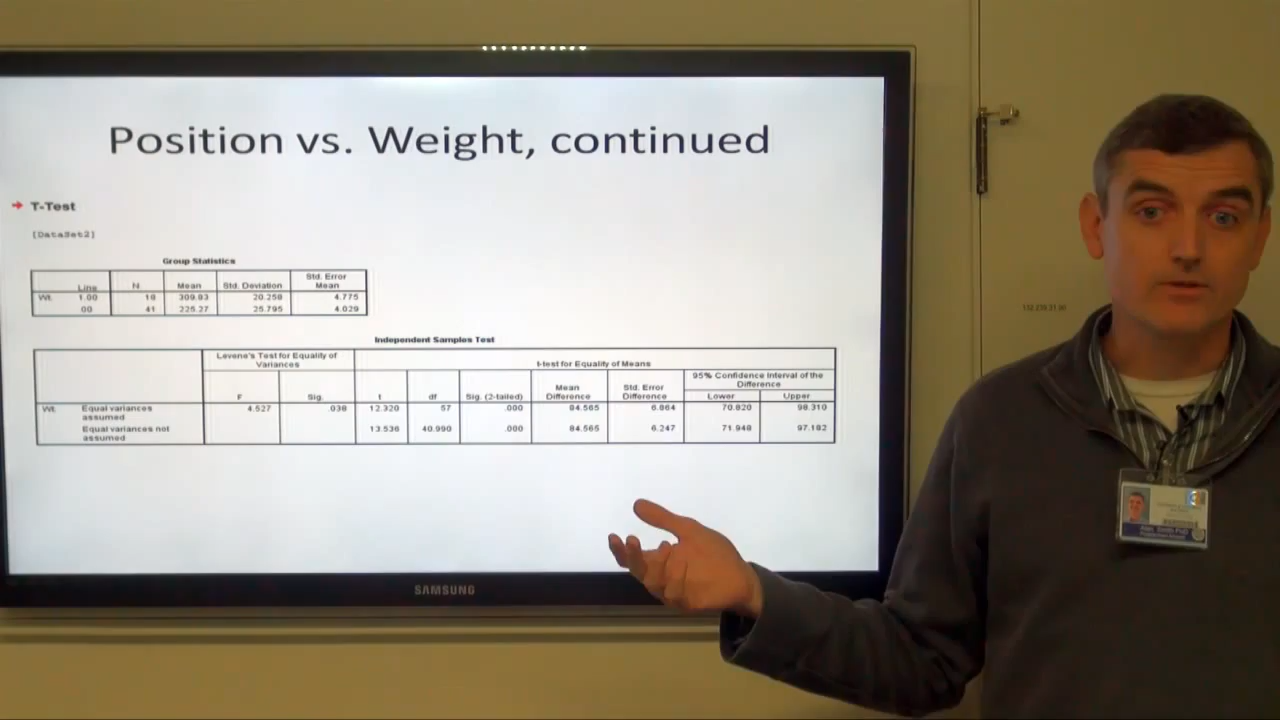 Position vs. Weight, continued
T-Test
[DataSet2]
Group Statistics
Line N Mean Std. Deviation Std. Error Mean
Wt. 1.00 18 309.83 20.258 4.775
.00 41 225.27 25.795 4.029
Independent Samples Test
Levene's Test for Equality of Variances t-test for Equality of Means
F Sig. t df Sig. (2-tailed) Mean Difference Std. Error Difference 95% Confidence Interval of the Difference
Lower Upper
Wt. Equal variances assumed 4.527 .038 12.320 57 .000 84.565 6.864 70.820 98.310
Equal variances not assumed 13.536 40.990 .000 84.565 6.247 71.948 97.182
SAMSUNG